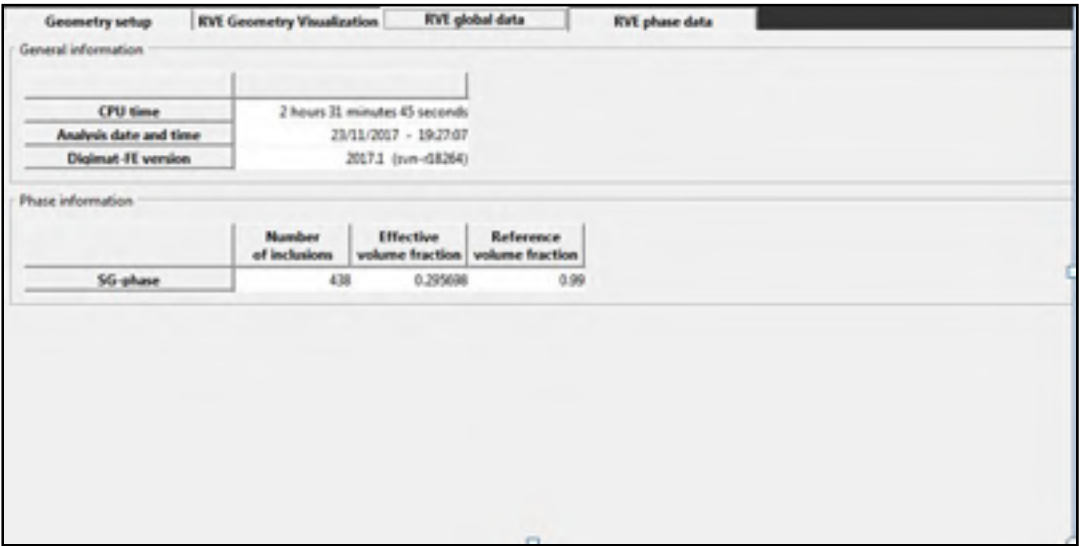 Geometry setup RVE Geometry Visualization RVE global data RVE phase data
General information
CPU time 2 hours 31 minutes 45 seconds
Analysis date and time 23/11/2017 - 19:27:07
Digimat-FE version 2017.1 (svn-r18264)
Phase information
Number Effective Reference
of inclusions volume fraction volume fraction
SG-phase 438 0.295698 0.99